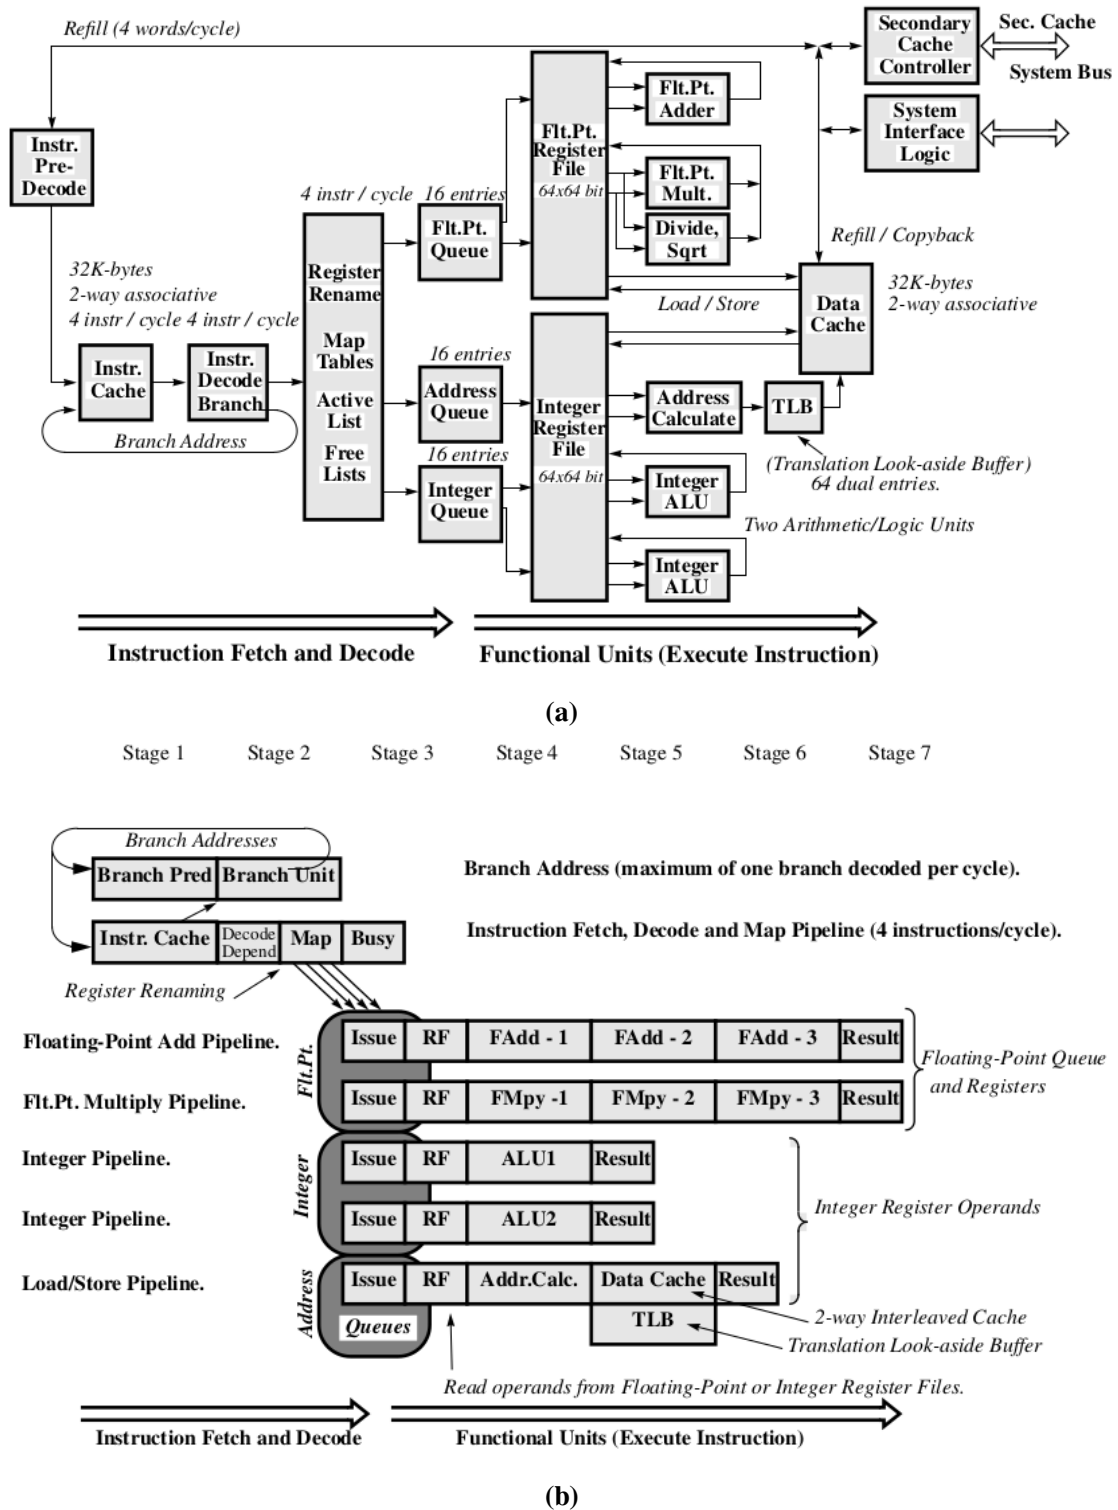 Refill (4 words/cycle)
Secondary
Cache
Controller
Sec. Cache
System Bus
System
Interface
Logic
Instr.
Pre-
Decode
Flt.Pt.
Adder
Flt.Pt.
Register
File
64x64 bit
Flt.Pt.
Mult.
Divide,
Sqrt
4 instr / cycle
16 entries
Flt.Pt.
Queue
Refill / Copyback
32K-bytes
2-way associative
4 instr / cycle 4 instr / cycle
Register
Rename
Map
Tables
Active
List
Free
Lists
Load / Store
Data
Cache
32K-bytes
2-way associative
Instr.
Cache
Instr.
Decode
Branch
Branch Address
16 entries
Address
Queue
16 entries
Integer
Queue
Integer
Register
File
64x64 bit
Address
Calculate
TLB
(Translation Look-aside Buffer)
64 dual entries.
Integer
ALU
Two Arithmetic/Logic Units
Integer
ALU
Instruction Fetch and Decode
Functional Units (Execute Instruction)
(a)
Stage 1 Stage 2 Stage 3 Stage 4 Stage 5 Stage 6 Stage 7
Branch Addresses
Branch Pred Branch Unit
Branch Address (maximum of one branch decoded per cycle).
Instr. Cache
Decode
Depend
Map
Busy
Instruction Fetch, Decode and Map Pipeline (4 instructions/cycle).
Register Renaming
Floating-Point Add Pipeline.
Flt.Pt.
Issue RF FAdd - 1 FAdd - 2 FAdd - 3 Result
Floating-Point Queue
and Registers
Flt.Pt. Multiply Pipeline.
Issue RF FMpy -1 FMpy - 2 FMpy - 3 Result
Integer Pipeline.
Integer
Issue RF ALU1 Result
Integer Register Operands
Integer Pipeline.
Issue RF ALU2 Result
Load/Store Pipeline.
Address
Issue RF Addr.Calc. Data Cache Result
Queues
TLB
2-way Interleaved Cache
Translation Look-aside Buffer
Read operands from Floating-Point or Integer Register Files.
Instruction Fetch and Decode
Functional Units (Execute Instruction)
(b)